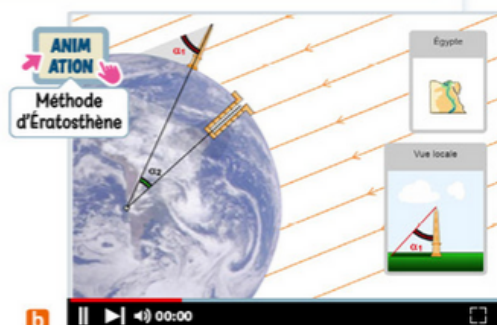 ANIM
ATION
Méthode
d'Ératosthène
α1
α2
Égypte
Vue locale
α1
b
00:00